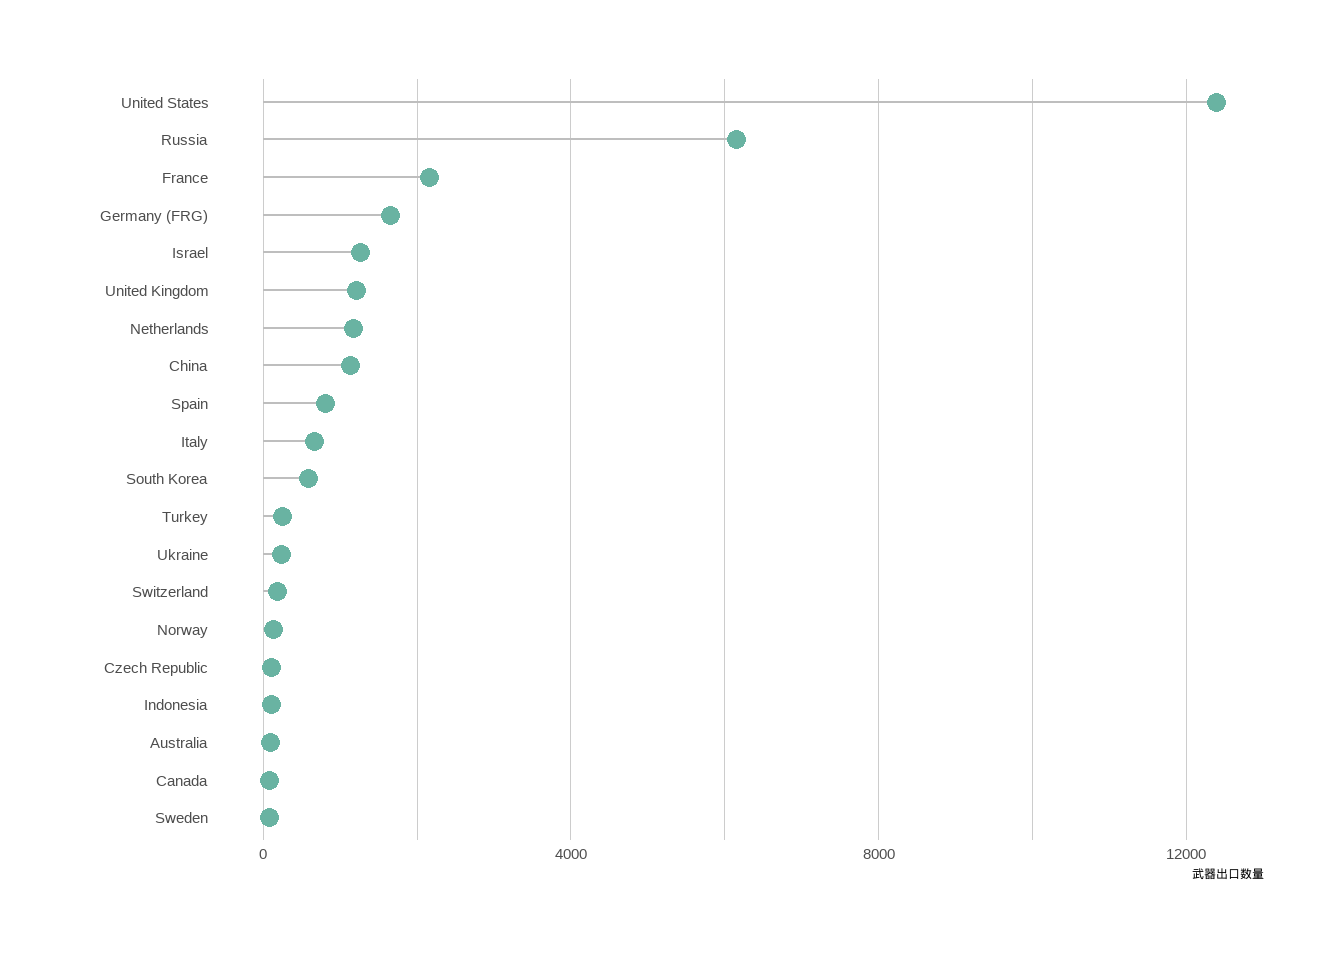 United States
Russia
France
Germany (FRG)
Israel
United Kingdom
Netherlands
China
Spain
Italy
South Korea
Turkey
Ukraine
Switzerland
Norway
Czech Republic
Indonesia
Australia
Canada
Sweden
0 4000 8000 12000
武器出口数量